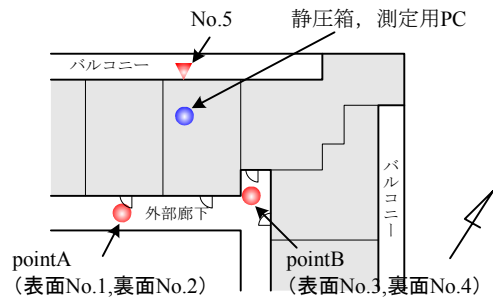 No.5
静圧箱，測定用PC
バルコニー
バルコニー
外部廊下
pointA
（表面No.1,裏面No.2）
pointB
（表面No.3,裏面No.4）